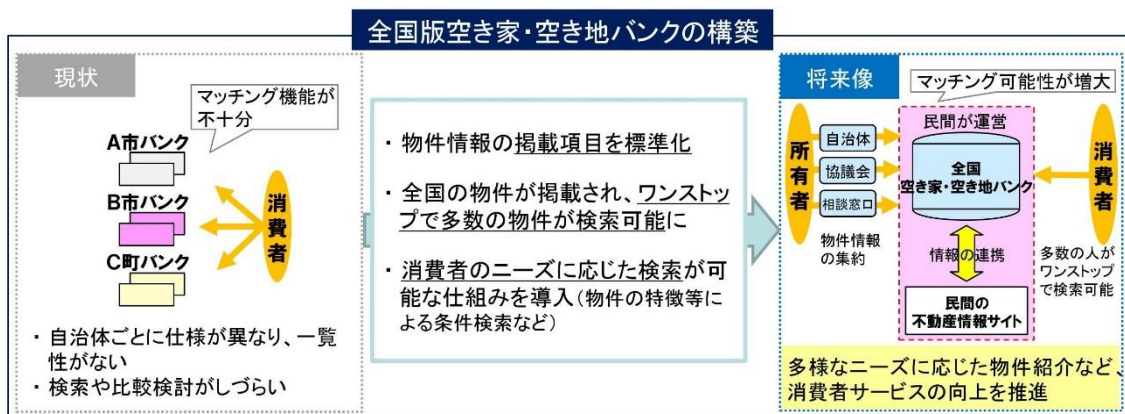 全国版空き家・空き地バンクの構築
現状
マッチング機能が
不十分
A市バンク
B市バンク
C町バンク
消費者
・自治体ごとに仕様が異なり、一覧
性がない
・検索や比較検討がしづらい
・物件情報の掲載項目を標準化
・全国の物件が掲載され、ワンストッ
プで多数の物件が検索可能に
・消費者のニーズに応じた検索が可
能な仕組みを導入(物件の特徴等
による条件検索など)
将来像
マッチング可能性が増大
所有者
自治体
協議会
相談窓口
物件情報
の集約
民間が運営
全国
空き家・空き地バンク
情報の連携
民間の
不動産情報サイト
消費者
多数の人が
ワンストップ
で検索可能
多様なニーズに応じた物件紹介など、
消費者サービスの向上を推進